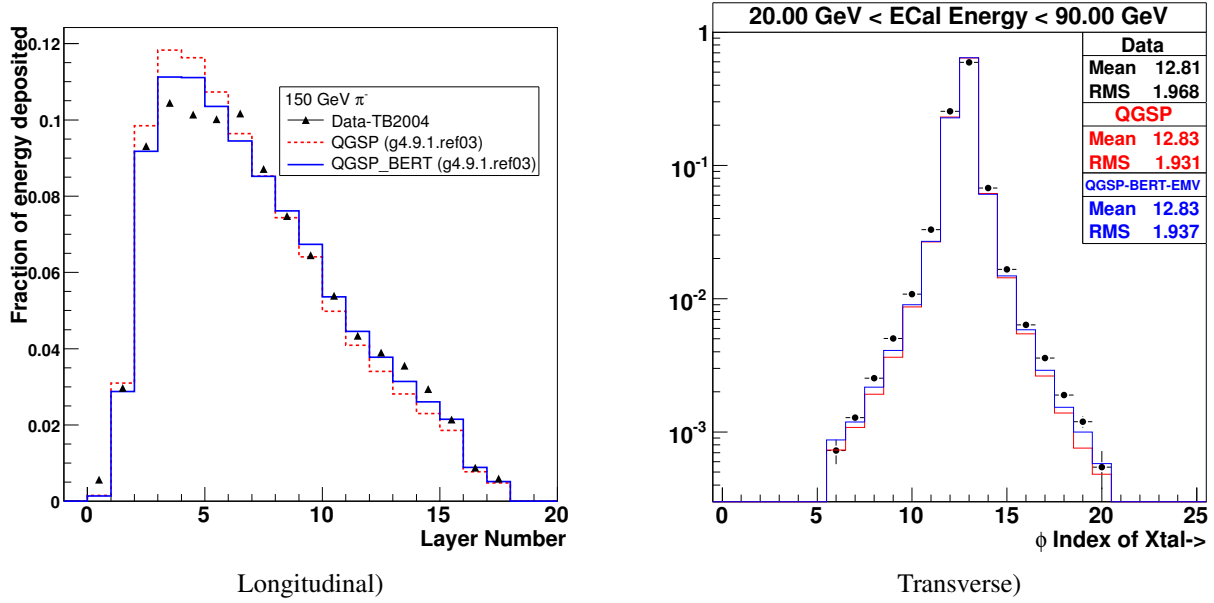 Fraction of energy deposited
0.12
0.1
0.08
0.06
0.04
0.02
0
150 GeV π⁻
Data-TB2004
QGSP (g4.9.1.ref03)
QGSP_BERT (g4.9.1.ref03)
0 5 10 15 20
Layer Number
Longitudinal)
20.00 GeV < ECal Energy < 90.00 GeV
1
10⁻¹
10⁻²
10⁻³
Data
Mean 12.81
RMS 1.968
QGSP
Mean 12.83
RMS 1.931
QGSP-BERT-EMV
Mean 12.83
RMS 1.937
0 5 10 15 20 25
ϕ Index of Xtal->
Transverse)